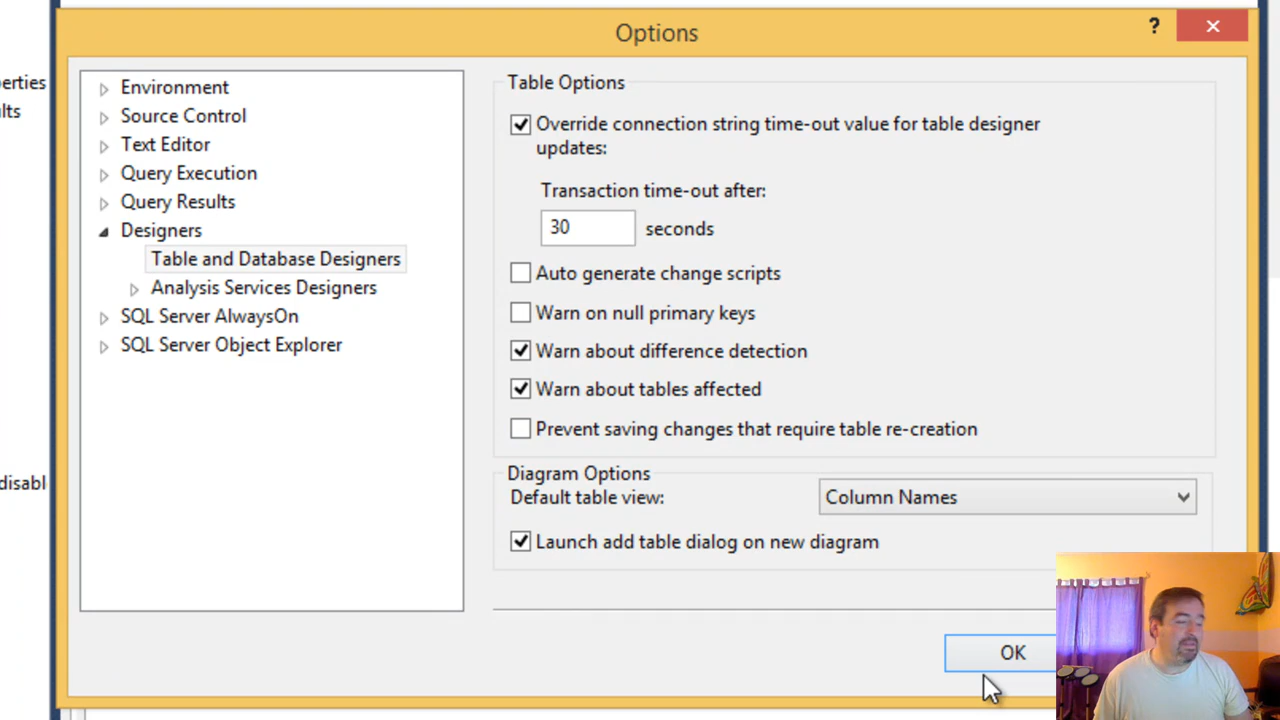 Options
?
erties
lts
disabl
Environment
Source Control
Text Editor
Query Execution
Query Results
Designers
Table and Database Designers
Analysis Services Designers
SQL Server AlwaysOn
SQL Server Object Explorer
Table Options
Override connection string time-out value for table designer
updates:
Transaction time-out after:
30 seconds
Auto generate change scripts
Warn on null primary keys
Warn about difference detection
Warn about tables affected
Prevent saving changes that require table re-creation
Diagram Options
Default table view: Column Names
Launch add table dialog on new diagram
OK